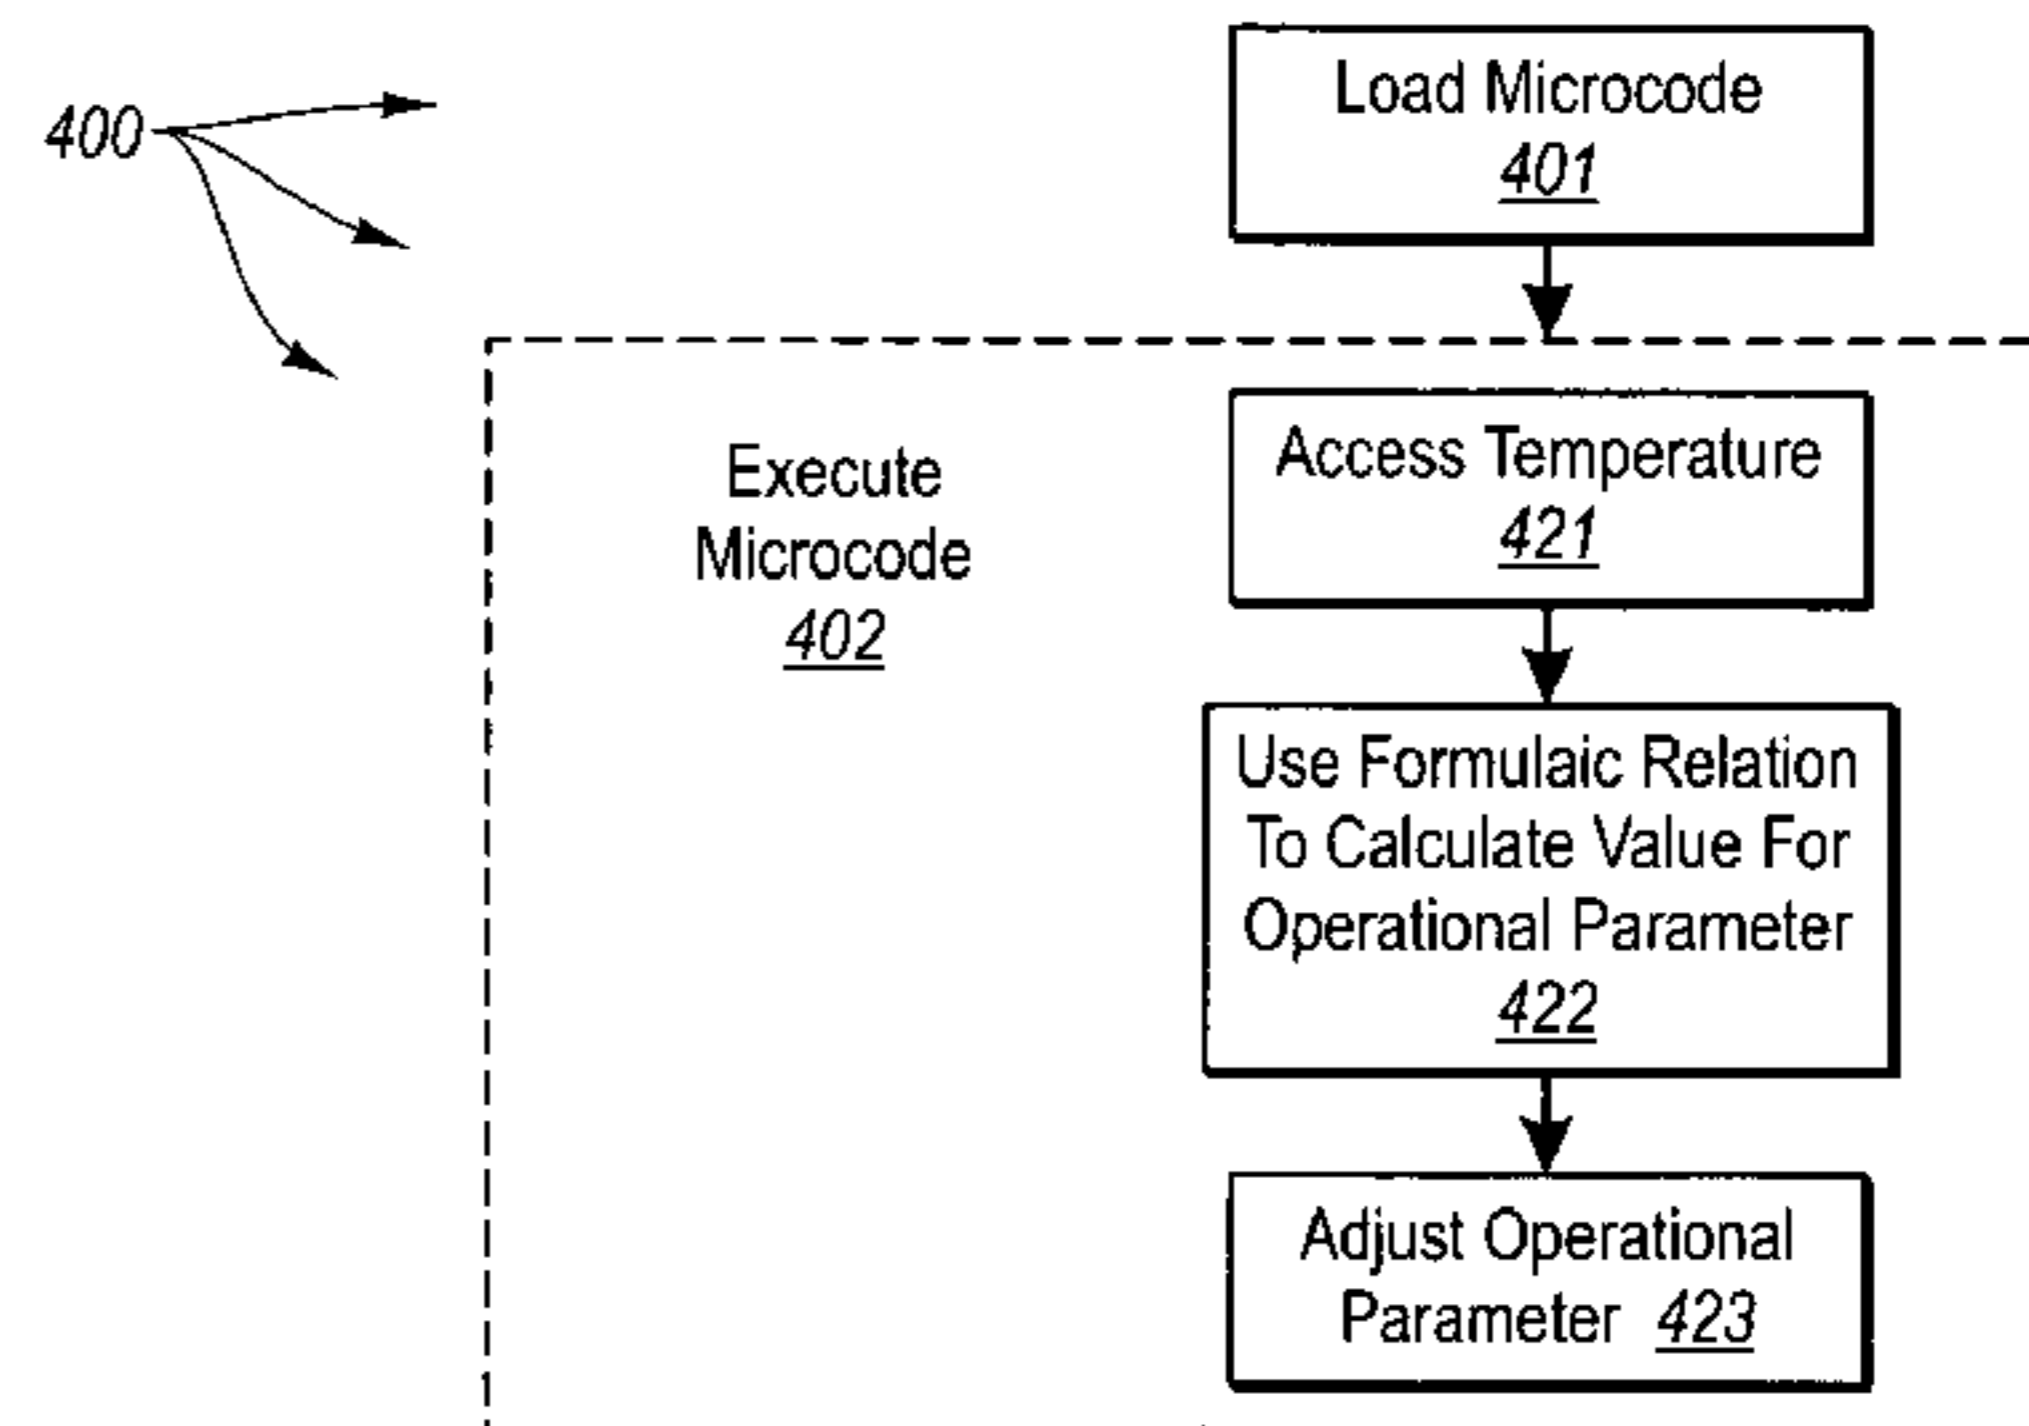 400
Load Microcode
401
Execute
Microcode
402
Access Temperature
421
Use Formulaic Relation
To Calculate Value For
Operational Parameter
422
Adjust Operational
Parameter 423